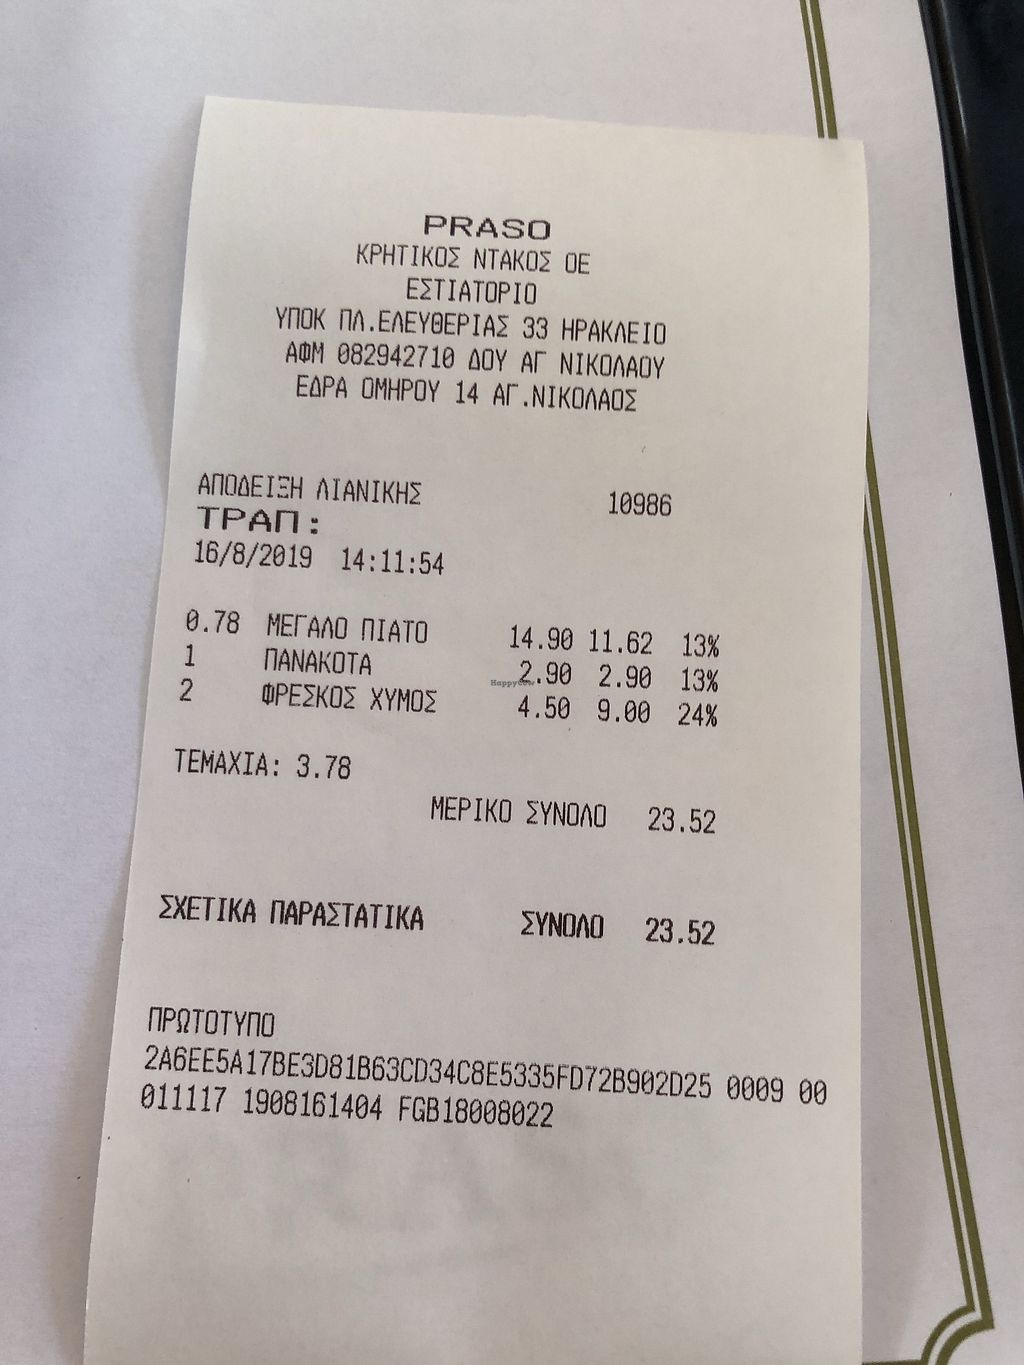 PRASO
ΚΡΗΤΙΚΟΣ ΝΤΑΚΟΣ ΟΕ
ΕΣΤΙΑΤΟΡΙΟ
ΥΠΟΚ ΠΛ.ΕΛΕΥΘΕΡΙΑΣ 33 ΗΡΑΚΛΕΙΟ
ΑΦΜ 082942710 ΔΟΥ ΑΓ ΝΙΚΟΛΑΟΥ
ΕΔΡΑ ΟΜΗΡΟΥ 14 ΑΓ.ΝΙΚΟΛΑΟΣ
ΑΠΟΔΕΙΞΗ ΛΙΑΝΙΚΗΣ 10986
ΤΡΑΠ:
16/8/2019 14:11:54
0.78 ΜΕΓΑΛΟ ΠΙΑΤΟ 14.90 11.62 13%
1 ΠΑΝΑΚΟΤΑ 2.90 2.90 13%
HappyCow
2 ΦΡΕΣΚΟΣ ΧΥΜΟΣ 4.50 9.00 24%
ΤΕΜΑΧΙΑ: 3.78
ΜΕΡΙΚΟ ΣΥΝΟΛΟ 23.52
ΣΧΕΤΙΚΑ ΠΑΡΑΣΤΑΤΙΚΑ ΣΥΝΟΛΟ 23.52
ΠΡΩΤΟΤΥΠΟ
2A6EE5A17BE3D81B63CD34C8E5335FD72B902D25 0009 00
011117 1908161404 FGB18008022